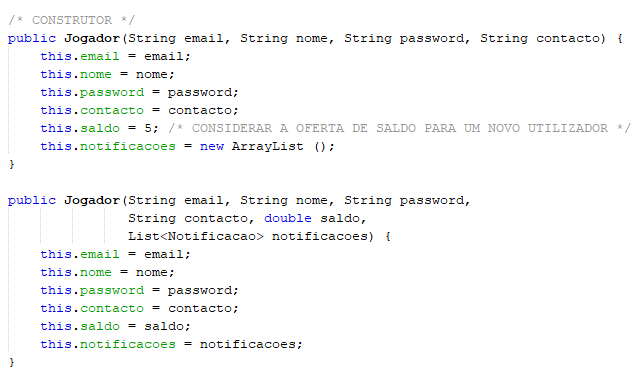 /* CONSTRUTOR */
public Jogador(String email, String nome, String password, String contacto) {
    this.email = email;
    this.nome = nome;
    this.password = password;
    this.contacto = contacto;
    this.saldo = 5; /* CONSIDERAR A OFERTA DE SALDO PARA UM NOVO UTILIZADOR */
    this.notificacoes = new ArrayList ();
}

public Jogador(String email, String nome, String password,
               String contacto, double saldo,
               List<Notificacao> notificacoes) {
    this.email = email;
    this.nome = nome;
    this.password = password;
    this.contacto = contacto;
    this.saldo = saldo;
    this.notificacoes = notificacoes;
}